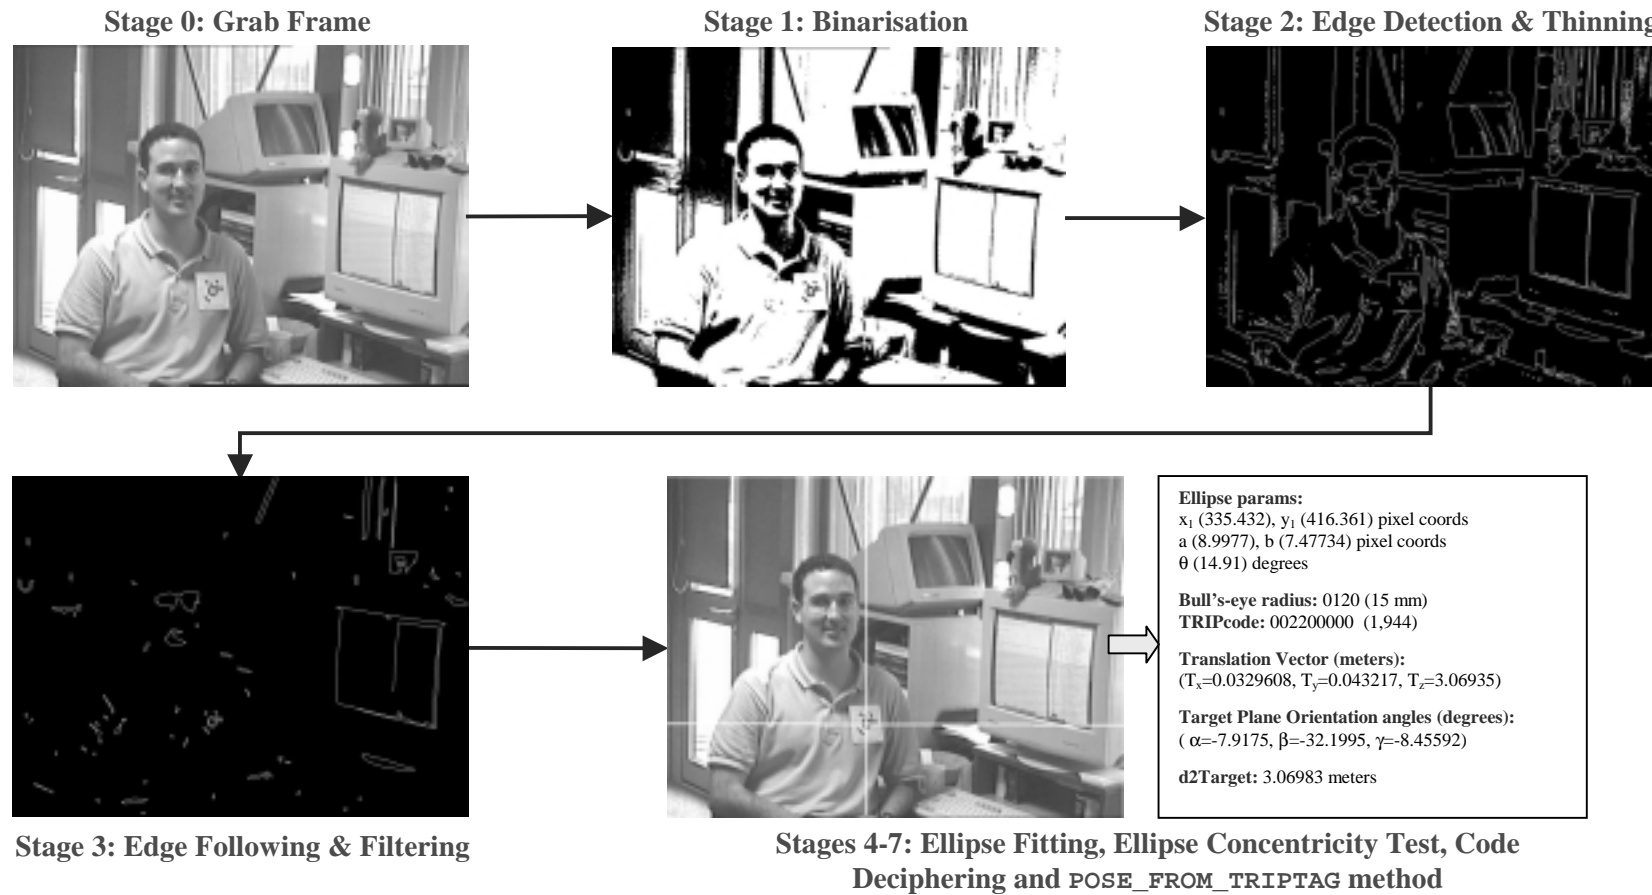 Stage 0: Grab Frame
Stage 1: Binarisation
Stage 2: Edge Detection & Thinning
Stage 3: Edge Following & Filtering
Ellipse params:
x₁ (335.432), y₁ (416.361) pixel coords
a (8.9977), b (7.47734) pixel coords
θ (14.91) degrees
Bull's-eye radius: 0120 (15 mm)
TRIPcode: 002200000 (1,944)
Translation Vector (meters):
(Tₓ=0.0329608, Tᵧ=0.043217, T_z=3.06935)
Target Plane Orientation angles (degrees):
( α=-7.9175, β=-32.1995, γ=-8.45592)
d2Target: 3.06983 meters
Stages 4-7: Ellipse Fitting, Ellipse Concentricity Test, Code
Deciphering and POSE_FROM_TRIPTAG method